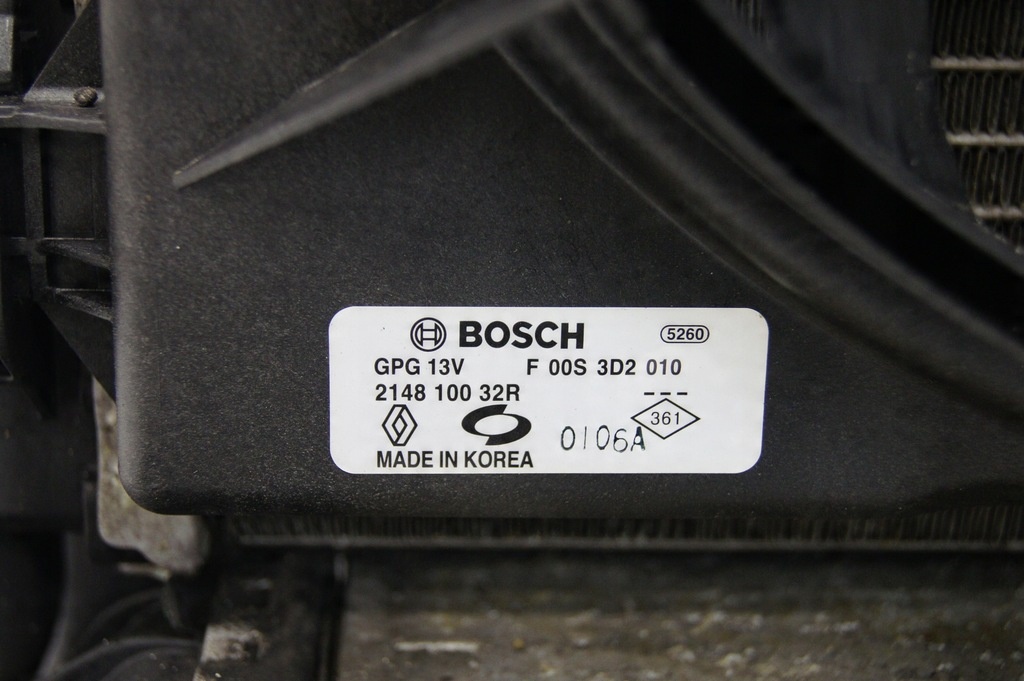 BOSCH 5260
GPG 13V F 00S 3D2 010
2148 100 32R
361
0106A
MADE IN KOREA